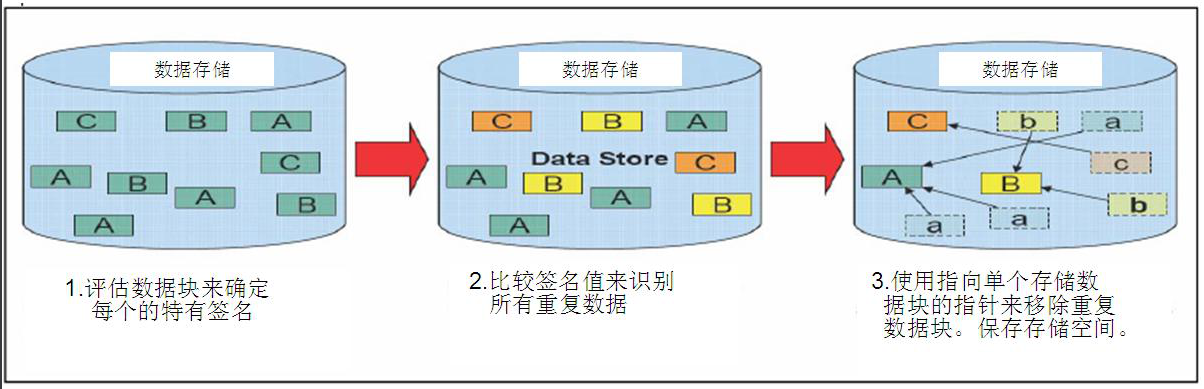 数据存储
C B A
C
A B
A B
A
1.评估数据块来确定
每个的特有签名
数据存储
C B A
Data Store C
A B
A B
A
2.比较签名值来识别
所有重复数据
数据存储
C b a
c
A B
b
a a
3.使用指向单个存储数
据块的指针来移除重复
数据块。保存存储空间。